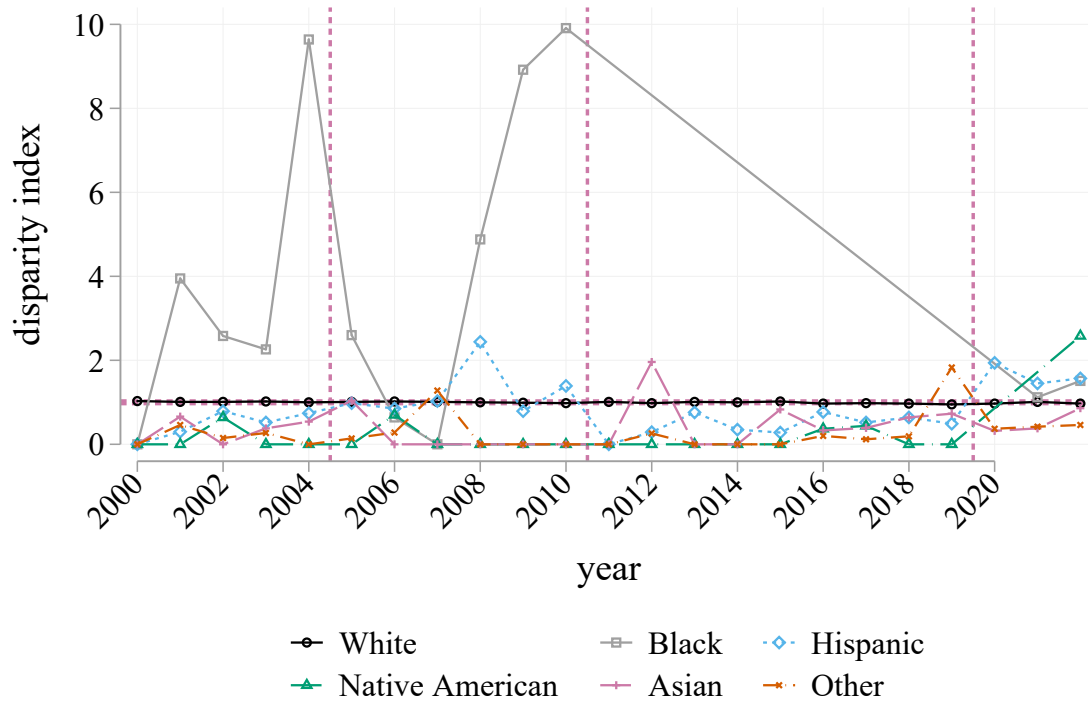 10
8
6
4
2
0
disparity index
2000 2002 2004 2006 2008 2010 2012 2014 2016 2018 2020
year
White Black Hispanic
Native American Asian Other